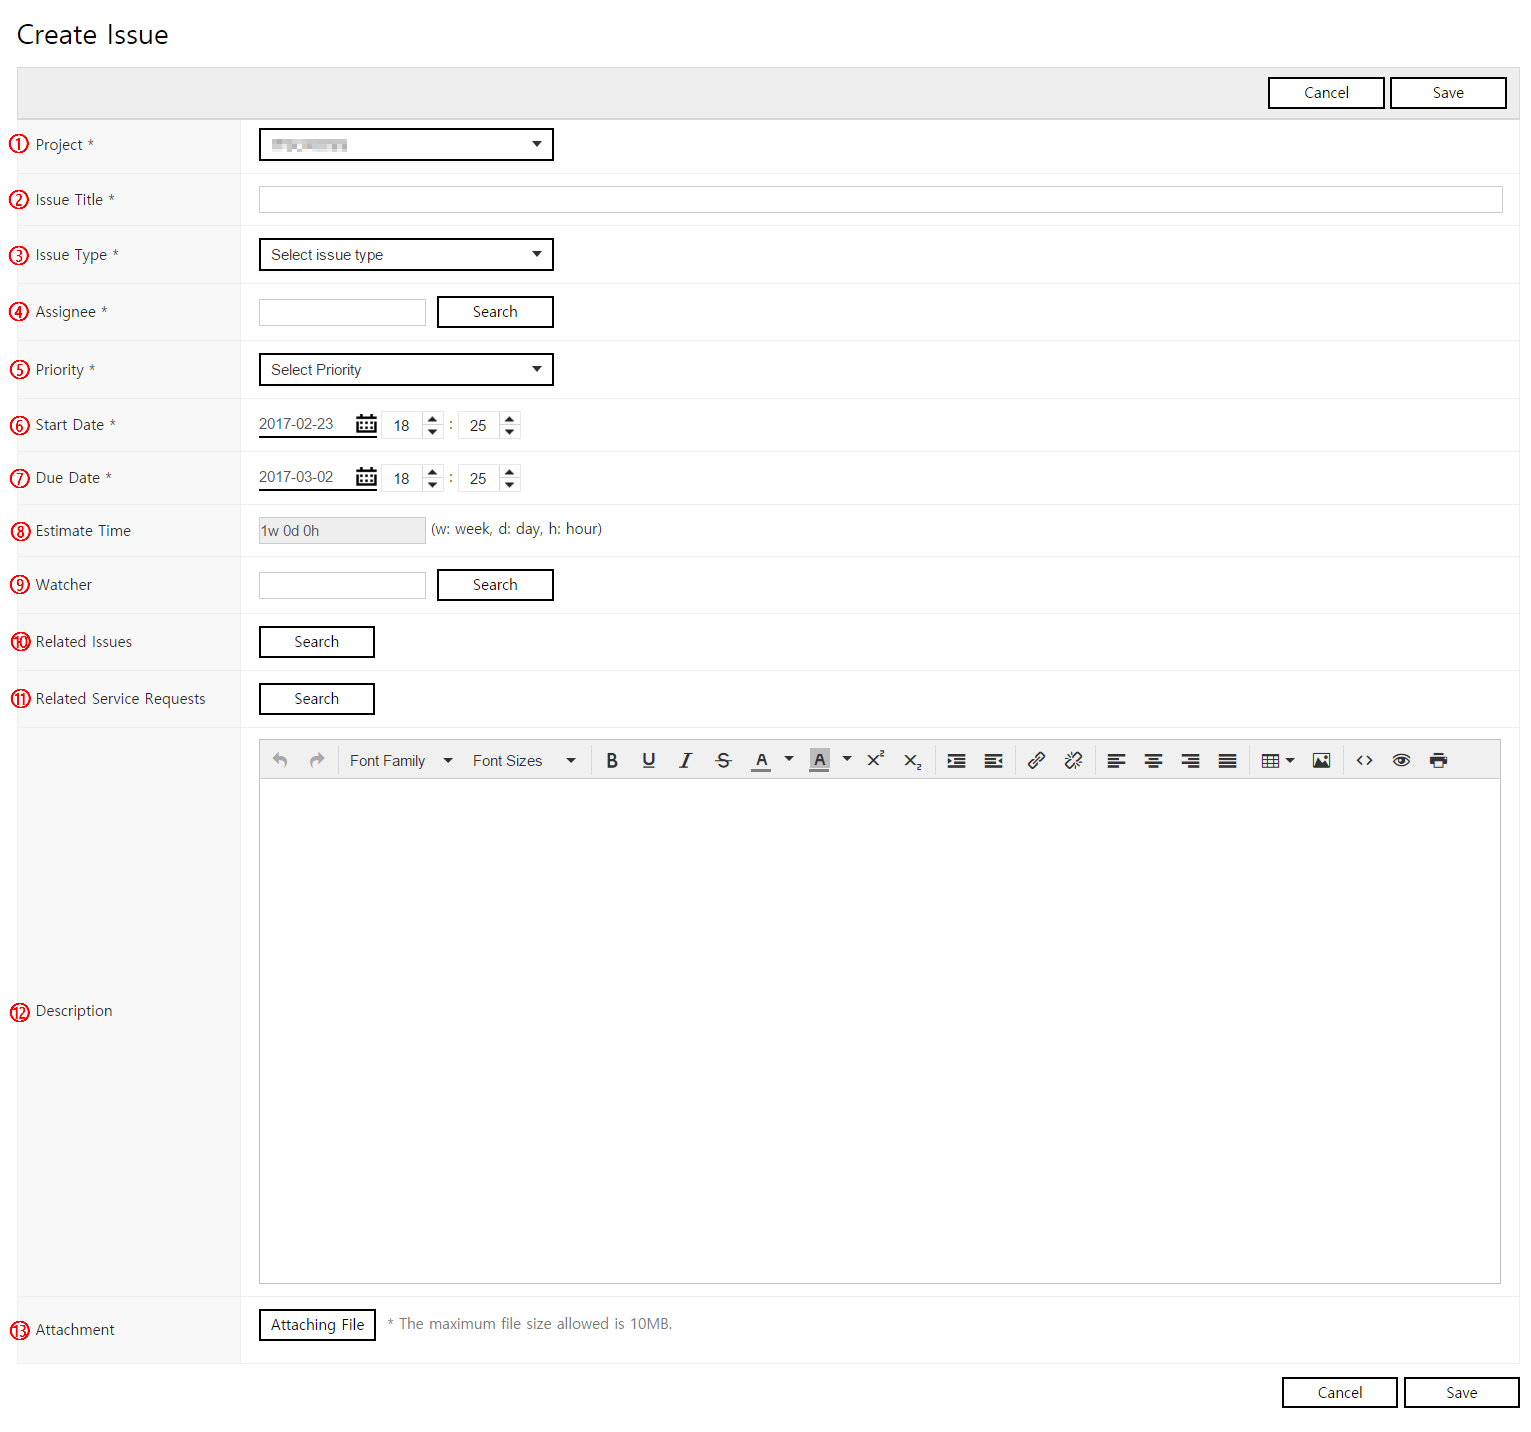 Create Issue
Cancel Save
① Project *
② Issue Title *
③ Issue Type * Select issue type
④ Assignee * Search
⑤ Priority * Select Priority
⑥ Start Date * 2017-02-23 18 : 25
⑦ Due Date * 2017-03-02 18 : 25
⑧ Estimate Time 1w 0d 0h (w: week, d: day, h: hour)
⑨ Watcher Search
⑩ Related Issues Search
⑪ Related Service Requests Search
Font Family Font Sizes B U I S A A X² X₂
⑫ Description
⑬ Attachment Attaching File * The maximum file size allowed is 10MB.
Cancel Save